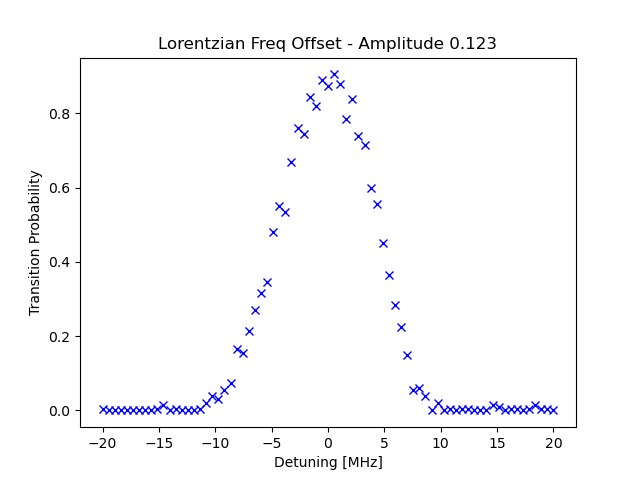 Lorentzian Freq Offset - Amplitude 0.123
Transition Probability
0.8
0.6
0.4
0.2
0.0
−20 −15 −10 −5 0 5 10 15 20
Detuning [MHz]